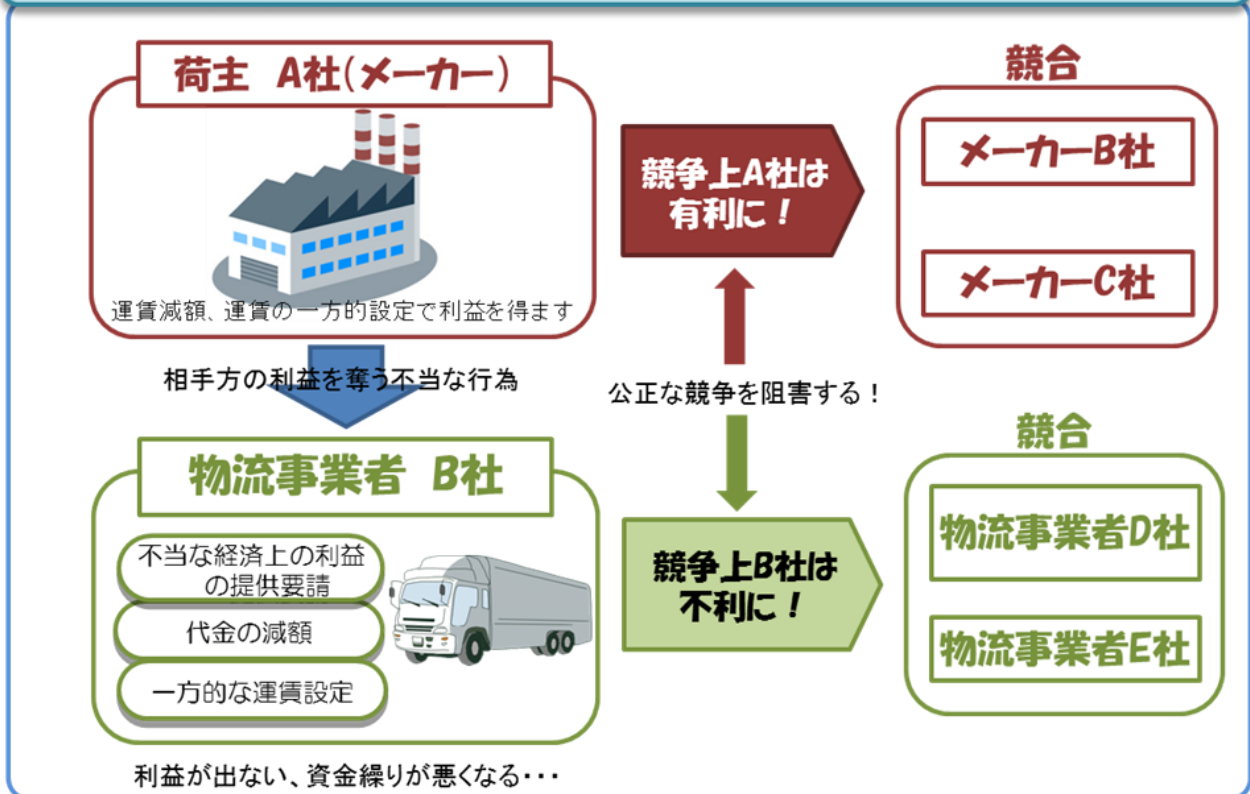 荷主 A社(メーカー)
運賃減額、運賃の一方的設定で利益を得ます
相手方の利益を奪う不当な行為
物流事業者 B社
不当な経済上の利益
の提供要請
代金の減額
一方的な運賃設定
利益が出ない、資金繰りが悪くなる・・・
競争上A社は
有利に！
公正な競争を阻害する！
競争上B社は
不利に！
競合
メーカーB社
メーカーC社
競合
物流事業者D社
物流事業者E社